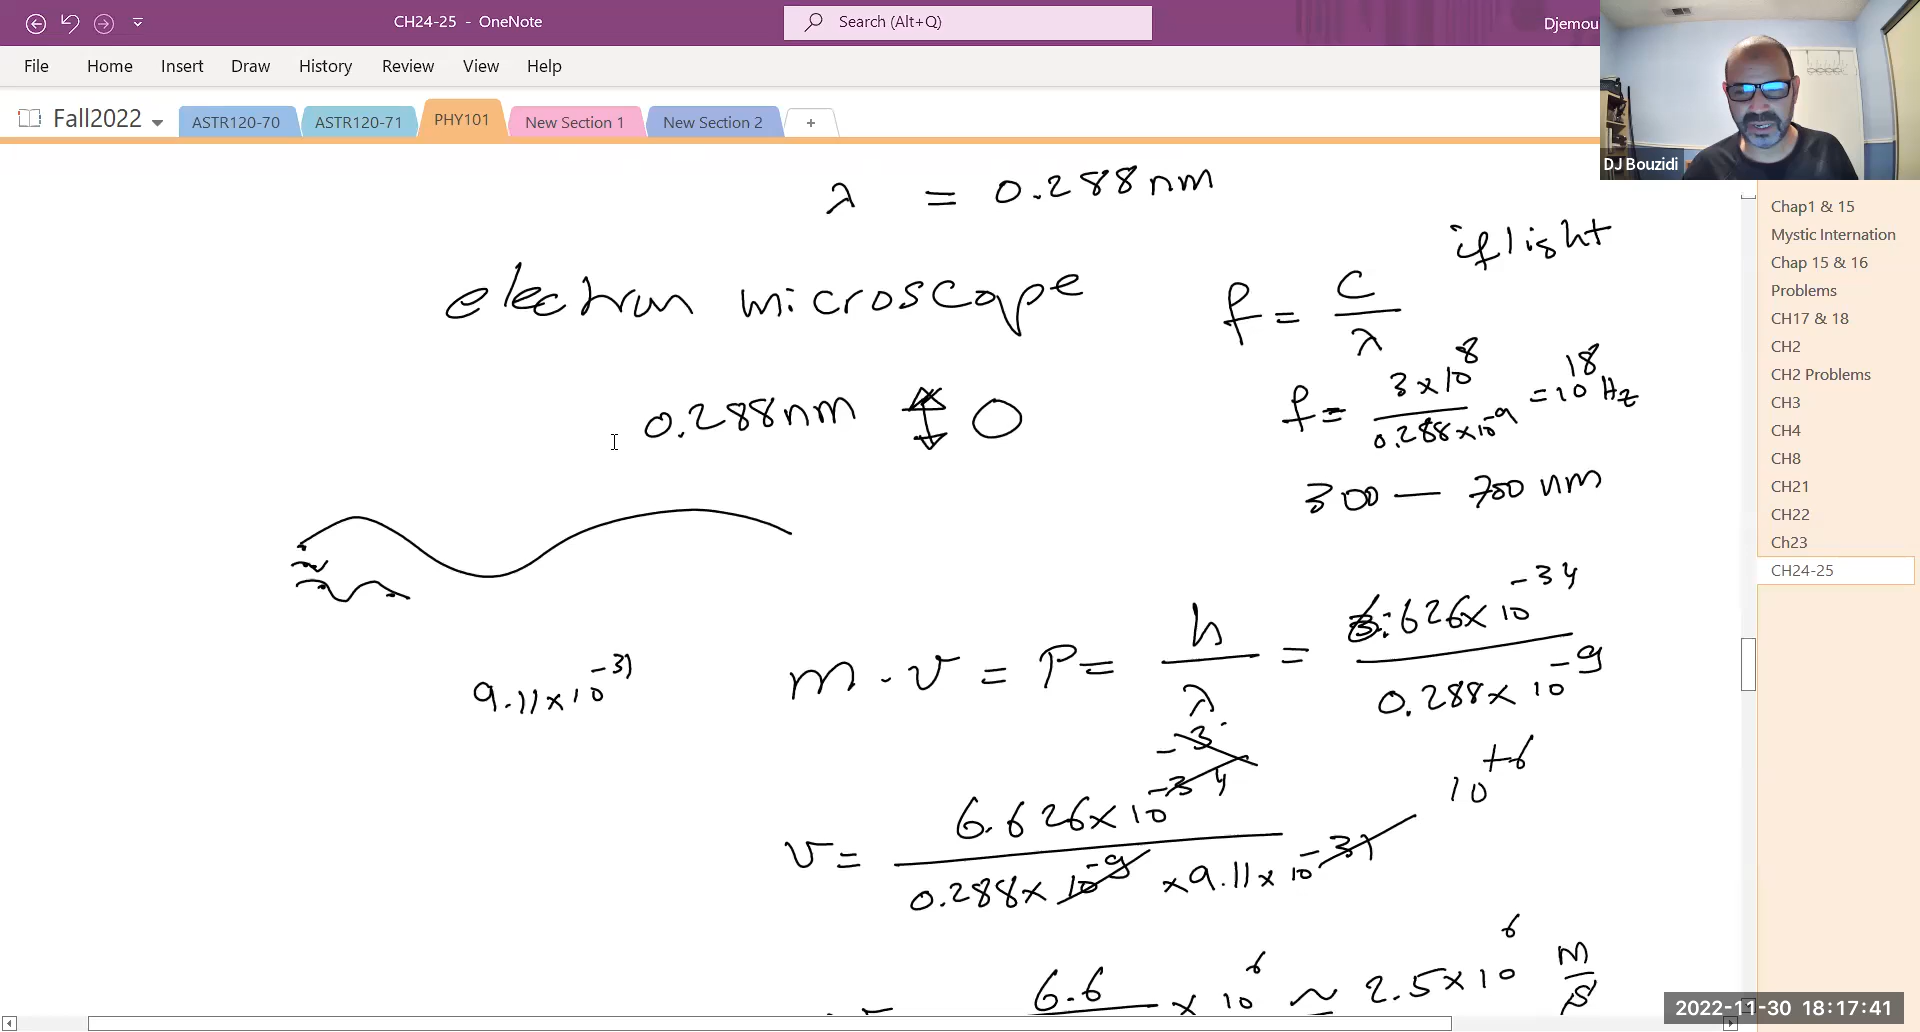 CH24-25 - OneNote
Search (Alt+Q)
Djemou
File Home Insert Draw History Review View Help
Fall2022 ASTR120-70 ASTR120-71 PHY101 New Section 1 New Section 2 +
DJ Bouzidi
Chap1 & 15
Mystic Internation
Chap 15 & 16
Problems
CH17 & 18
CH2
CH2 Problems
CH3
CH4
CH8
CH21
CH22
Ch23
CH24-25
λ = 0.288 nm
if light
electron microscope
f = c/λ
0.288 nm
f = 3 x 10^8 / 0.288 x 10^-9 = 10^18 Hz
300 — 700 nm
9.11 x 10^-31
m · v = P = h/λ = 6.626 x 10^-34 / 0.288 x 10^-9
10^+6
v = 6.626 x 10^-34 / 0.288 x 10^-9 x 9.11 x 10^-31
6.6 x 10^6 ≈ 2.5 x 10^6 m/s
2022-11-30 18:17:41